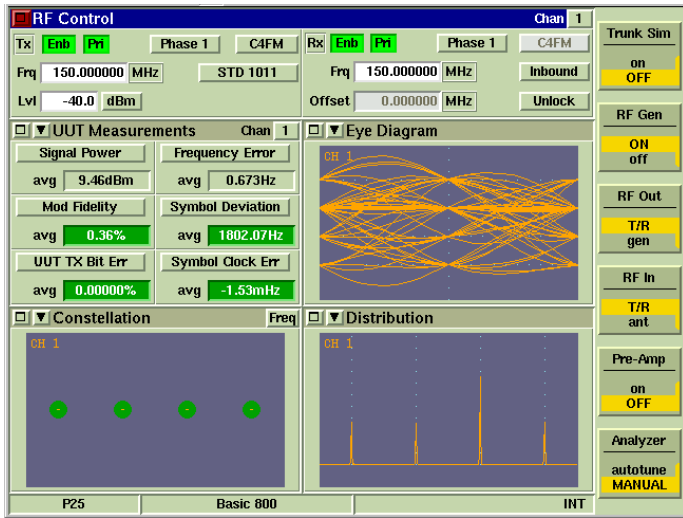 RF Control Chan 1
Tx Enb Pri Phase 1 C4FM
Frq 150.000000 MHz STD 1011
Lvl -40.0 dBm
Rx Enb Pri Phase 1 C4FM
Frq 150.000000 MHz Inbound
Offset 0.000000 MHz Unlock
UUT Measurements Chan 1
Signal Power Frequency Error
avg 9.46dBm avg 0.673Hz
Mod Fidelity Symbol Deviation
avg 0.36% avg 1802.07Hz
UUT TX Bit Err Symbol Clock Err
avg 0.00000% avg -1.53mHz
Eye Diagram
CH 1
Constellation Freq
CH 1
Distribution
CH 1
P25 Basic 800 INT
Trunk Sim
on
OFF
RF Gen
ON
off
RF Out
T/R
gen
RF In
T/R
ant
Pre-Amp
on
OFF
Analyzer
autotune
MANUAL